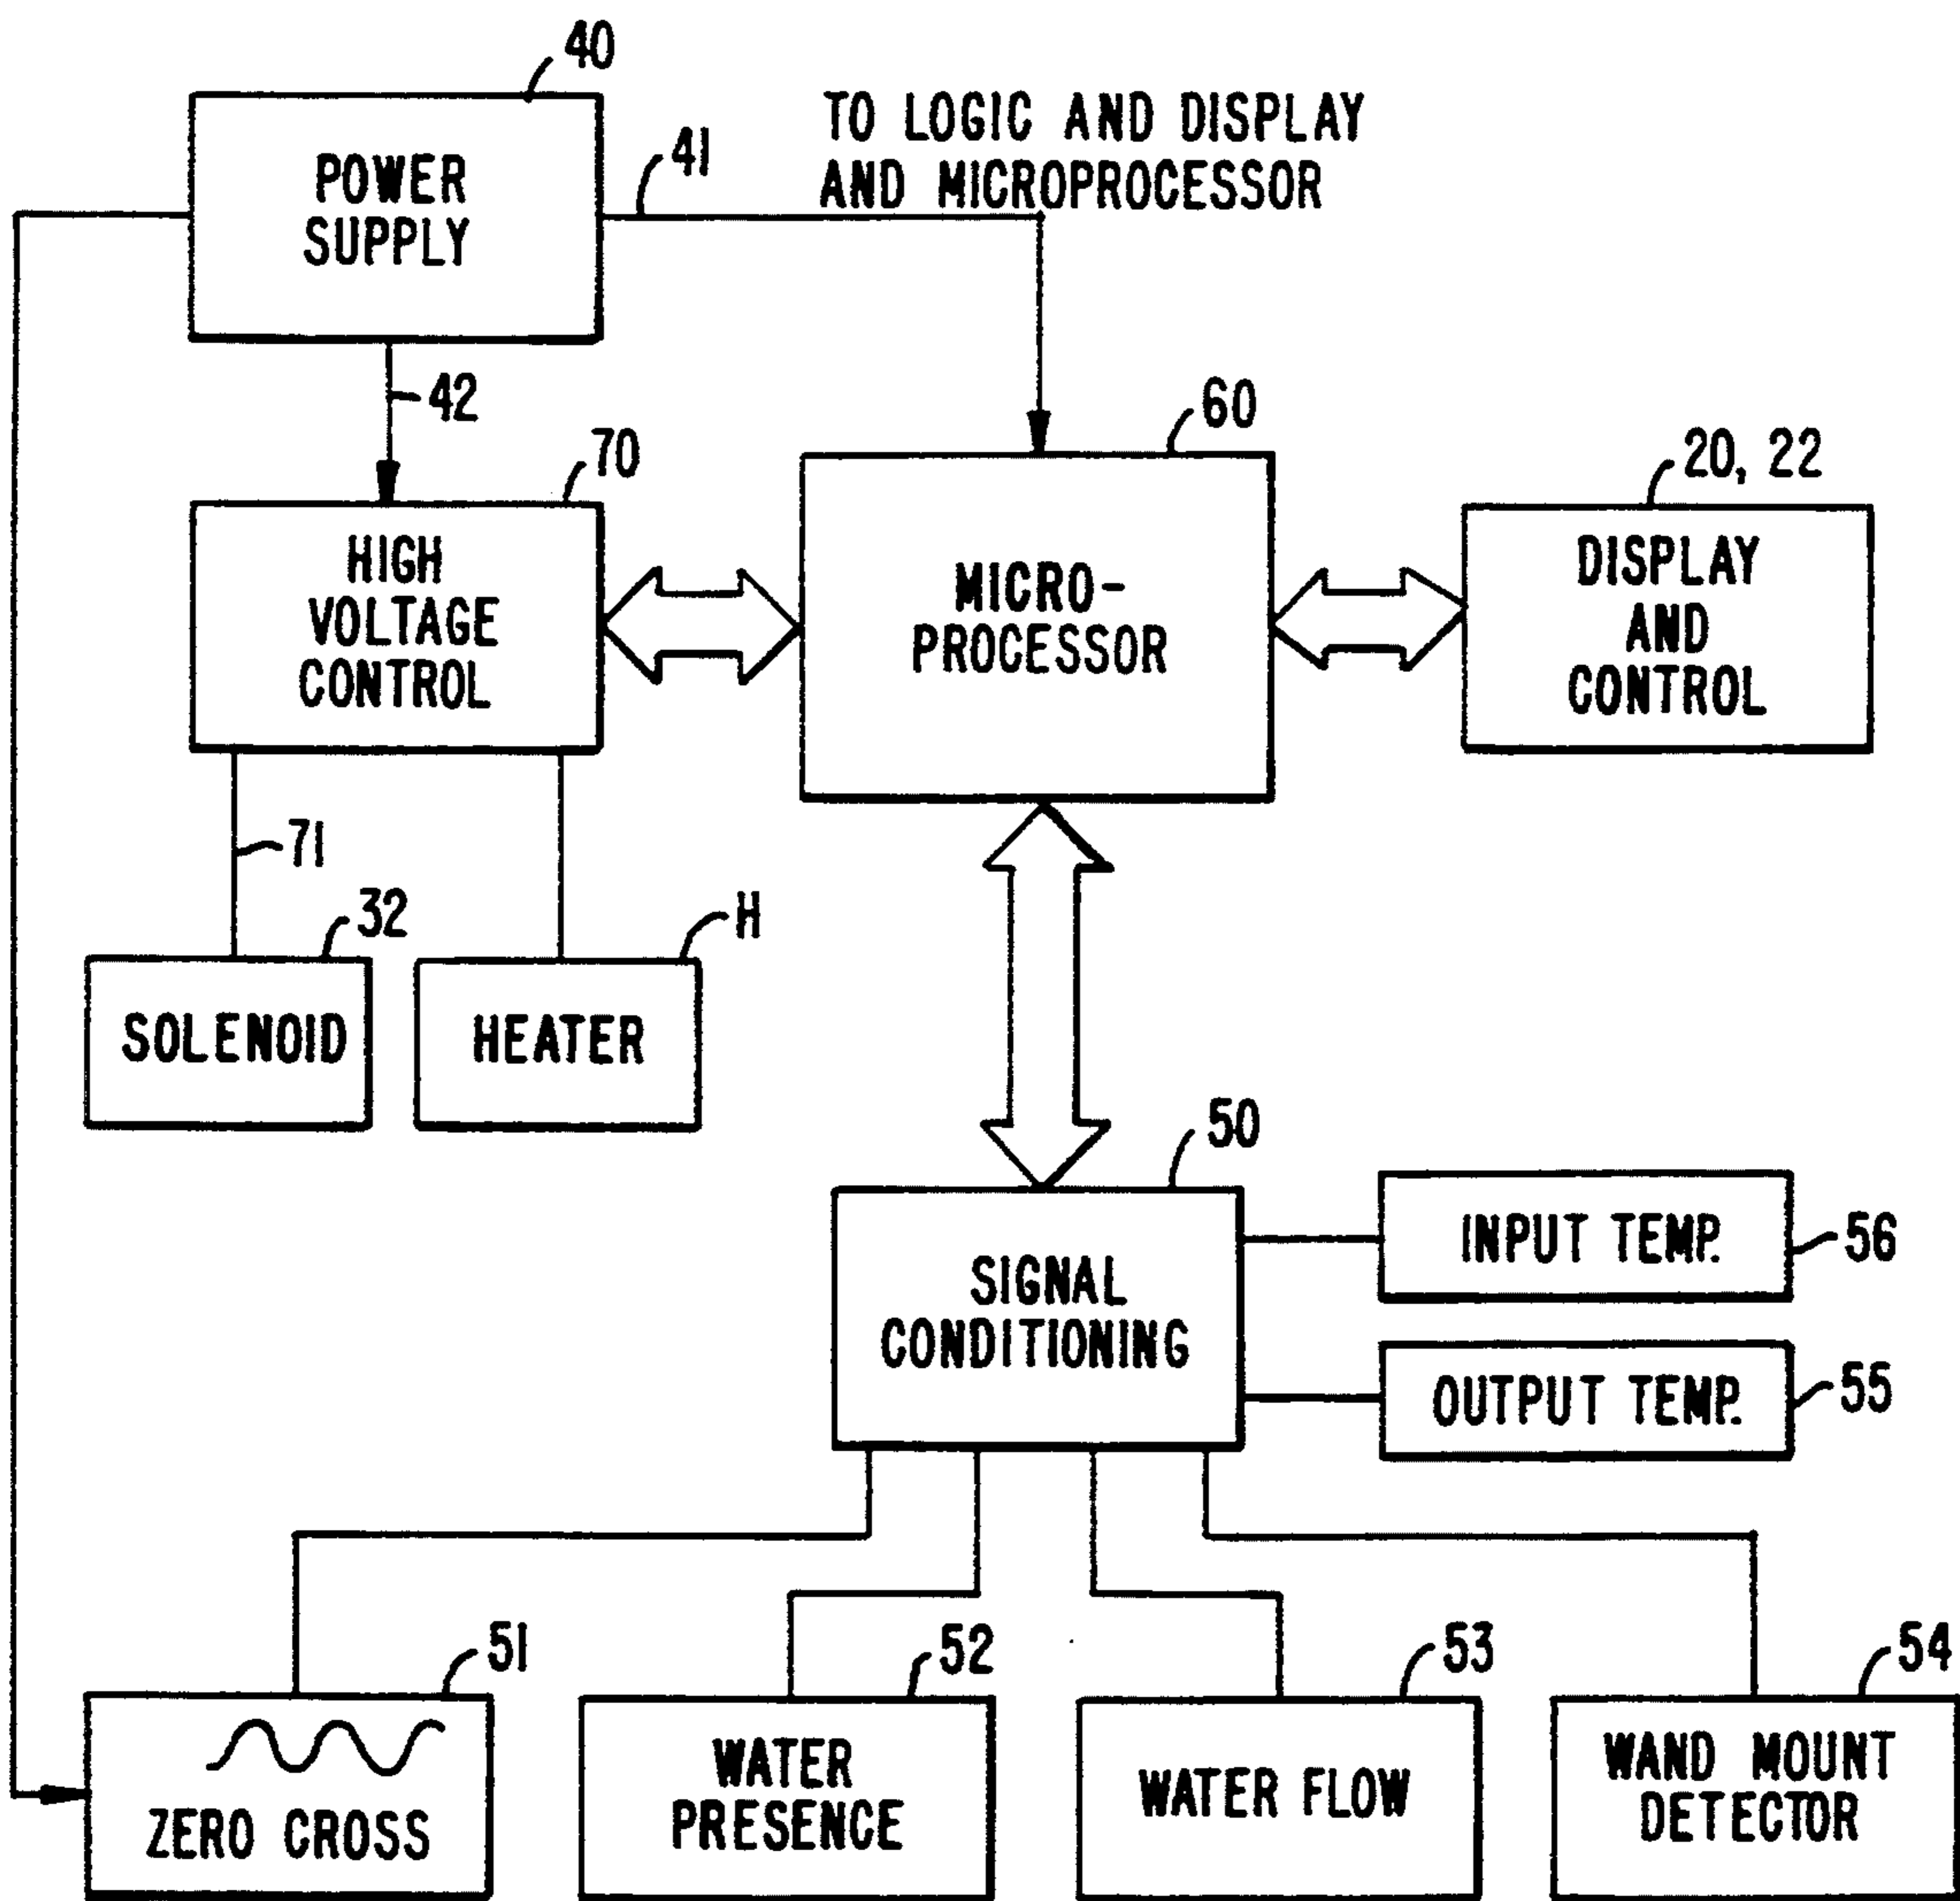 40
POWER
SUPPLY
41
TO LOGIC AND DISPLAY
AND MICROPROCESSOR
42
70
HIGH
VOLTAGE
CONTROL
60
MICRO-
PROCESSOR
20, 22
DISPLAY
AND
CONTROL
71
32
SOLENOID
H
HEATER
50
SIGNAL
CONDITIONING
INPUT TEMP.
56
OUTPUT TEMP.
55
51
ZERO CROSS
52
WATER
PRESENCE
53
WATER FLOW
54
WAND MOUNT
DETECTOR